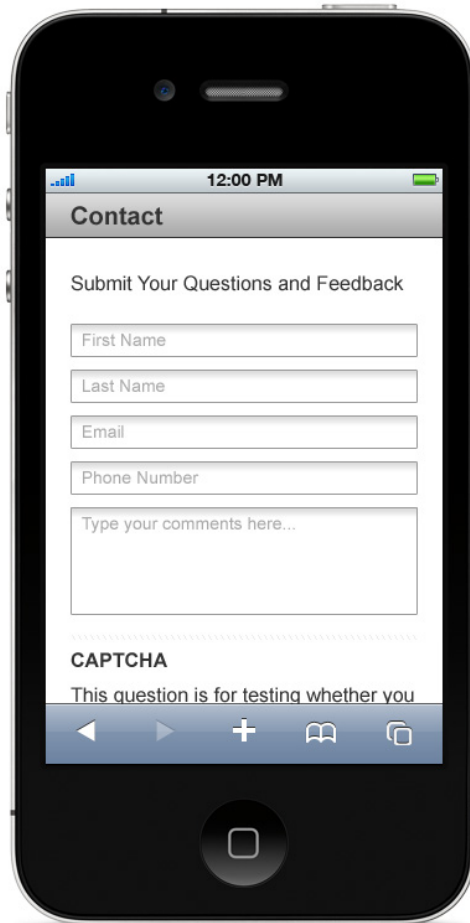 12:00 PM
Contact
Submit Your Questions and Feedback
First Name
Last Name
Email
Phone Number
Type your comments here...
CAPTCHA
This question is for testing whether you